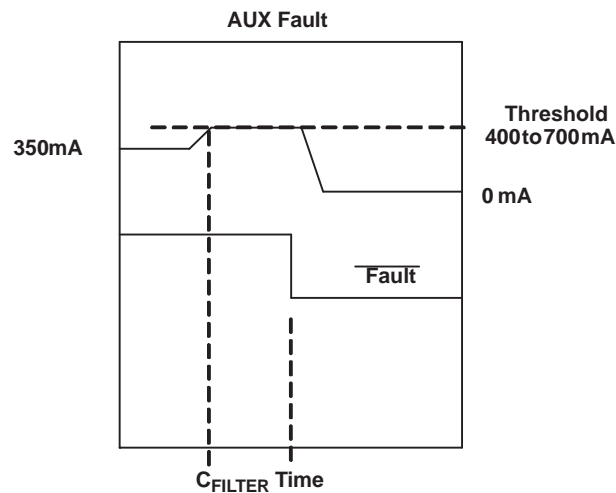 AUX Fault
Threshold
400to700mA
350mA
0 mA
Fault
CFILTER Time